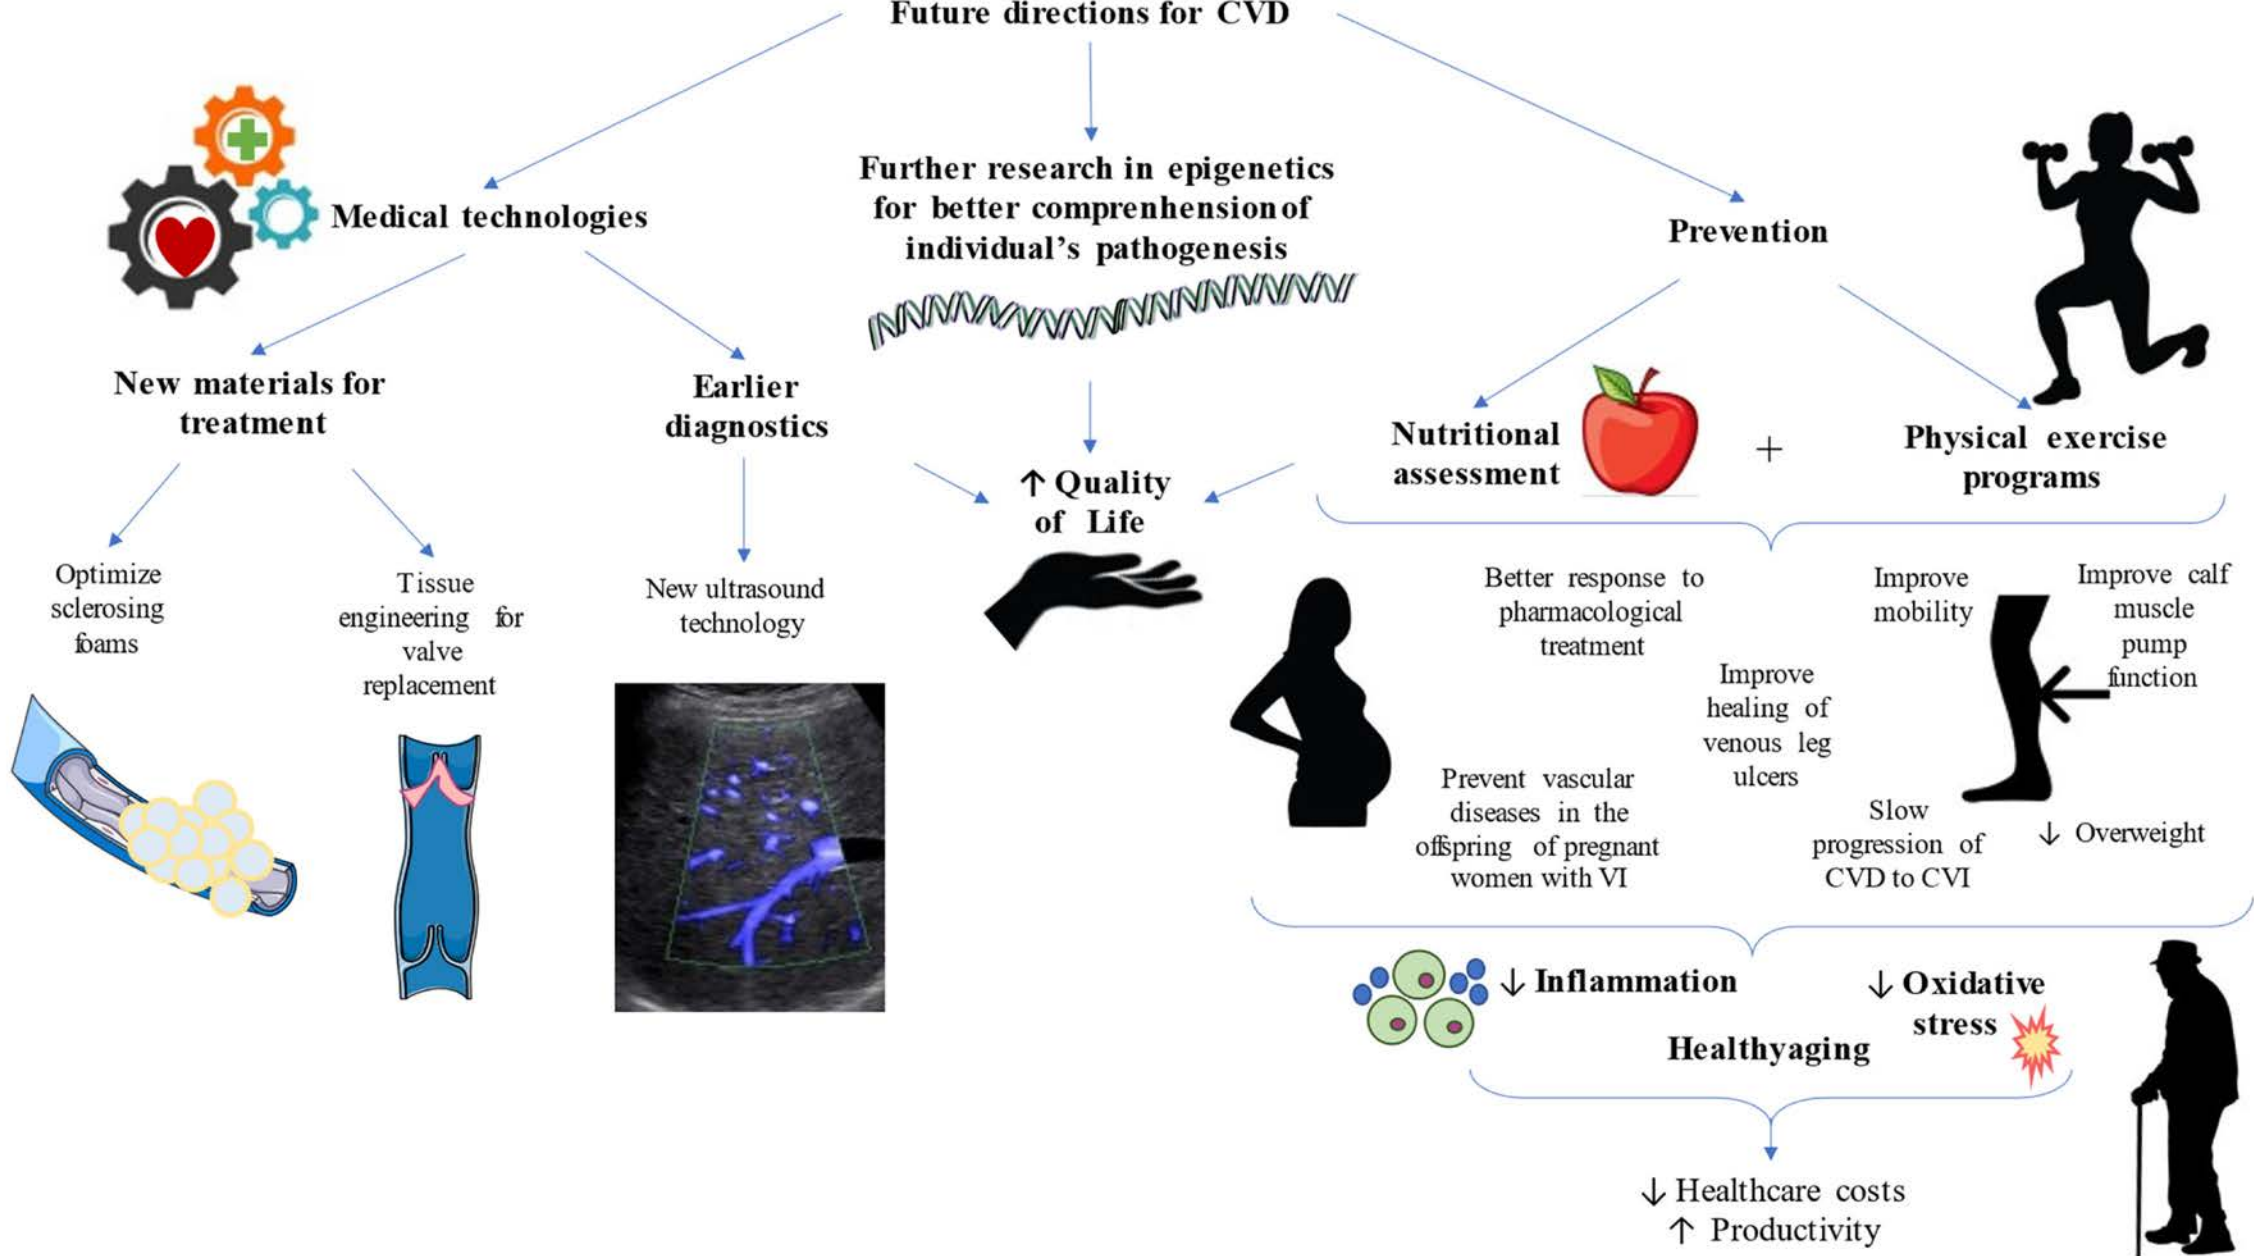 Future directions for CVD
Medical technologies
Further research in epigenetics
for better comprenhension of
individual's pathogenesis
Prevention
New materials for
treatment
Earlier
diagnostics
↑ Quality
of Life
Nutritional
assessment
+
Physical exercise
programs
Optimize
sclerosing
foams
Tissue
engineering for
valve
replacement
New ultrasound
technology
Better response to
pharmacological
treatment
Improve
mobility
Improve calf
muscle
pump
function
Improve
healing of
venous leg
ulcers
Prevent vascular
diseases in the
offspring of pregnant
women with VI
Slow
progression of
CVD to CVI
↓ Overweight
↓ Inflammation
↓ Oxidative
stress
Healthyaging
↓ Healthcare costs
↑ Productivity